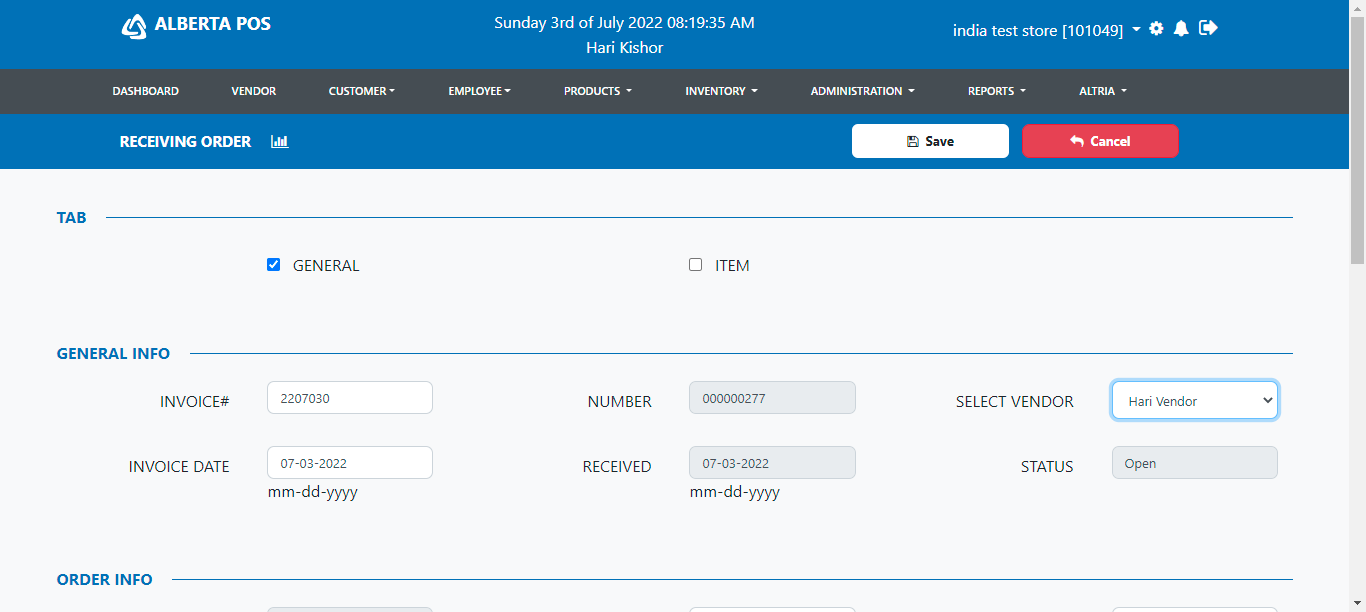 ALBERTA POS
Sunday 3rd of July 2022 08:19:35 AM
Hari Kishor
india test store [101049]
DASHBOARD VENDOR CUSTOMER EMPLOYEE PRODUCTS INVENTORY ADMINISTRATION REPORTS ALTRIA
RECEIVING ORDER Save Cancel
TAB
GENERAL ITEM
GENERAL INFO
INVOICE# 2207030 NUMBER 000000277 SELECT VENDOR Hari Vendor
INVOICE DATE 07-03-2022 RECEIVED 07-03-2022 STATUS Open
mm-dd-yyyy mm-dd-yyyy
ORDER INFO